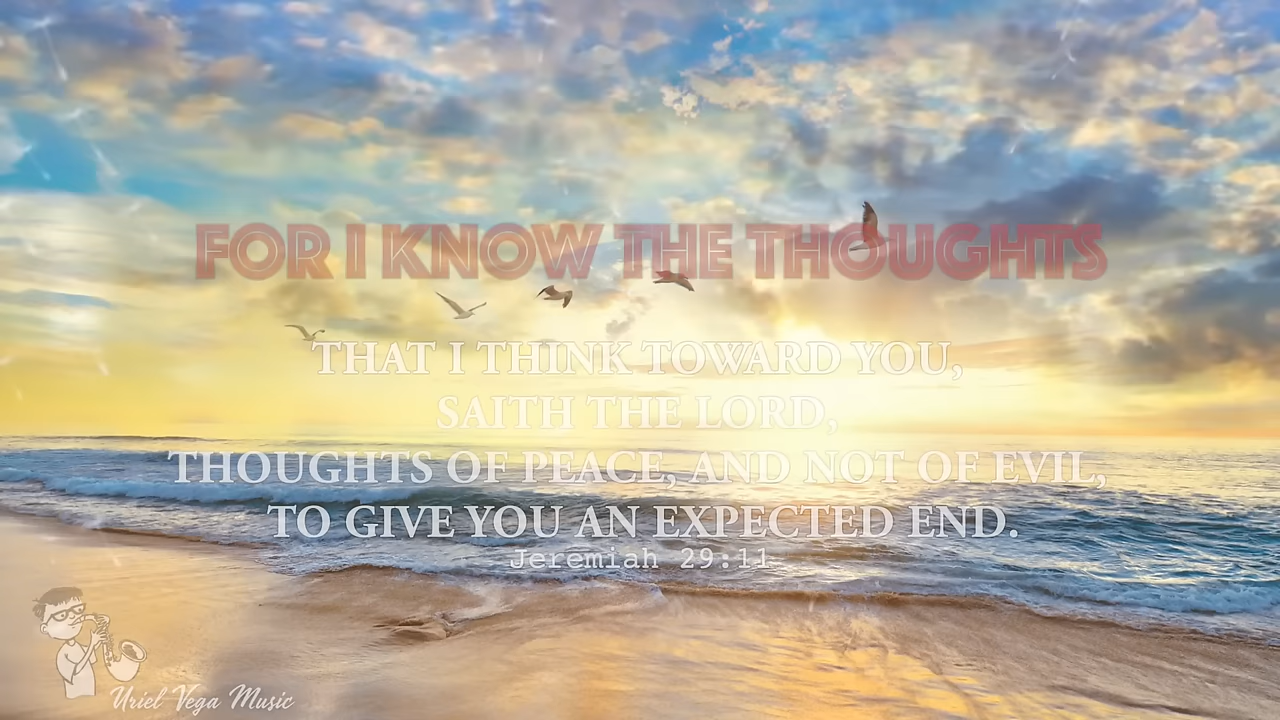 FOR I KNOW THE THOUGHTS
THAT I THINK TOWARD YOU,
SAITH THE LORD,
THOUGHTS OF PEACE, AND NOT OF EVIL,
TO GIVE YOU AN EXPECTED END.
Jeremiah 29:11
Uriel Vega Music